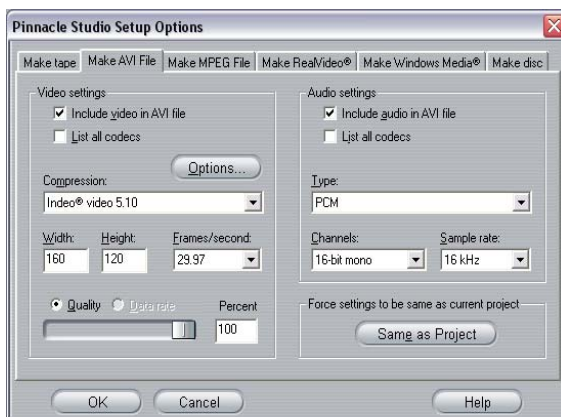 Pinnacle Studio Setup Options
Make tape
Make AVI File
Make MPEG File
Make RealVideo®
Make Windows Media®
Make disc
Video settings
Include video in AVI file
List all codecs
Options...
Compression:
Indeo® video 5.10
Width:
Height:
Frames/second:
160
120
29.97
Quality
Data rate
Percent
100
Audio settings
Include audio in AVI file
List all codecs
Type:
PCM
Channels:
Sample rate:
16-bit mono
16 kHz
Force settings to be same as current project
Same as Project
OK
Cancel
Help